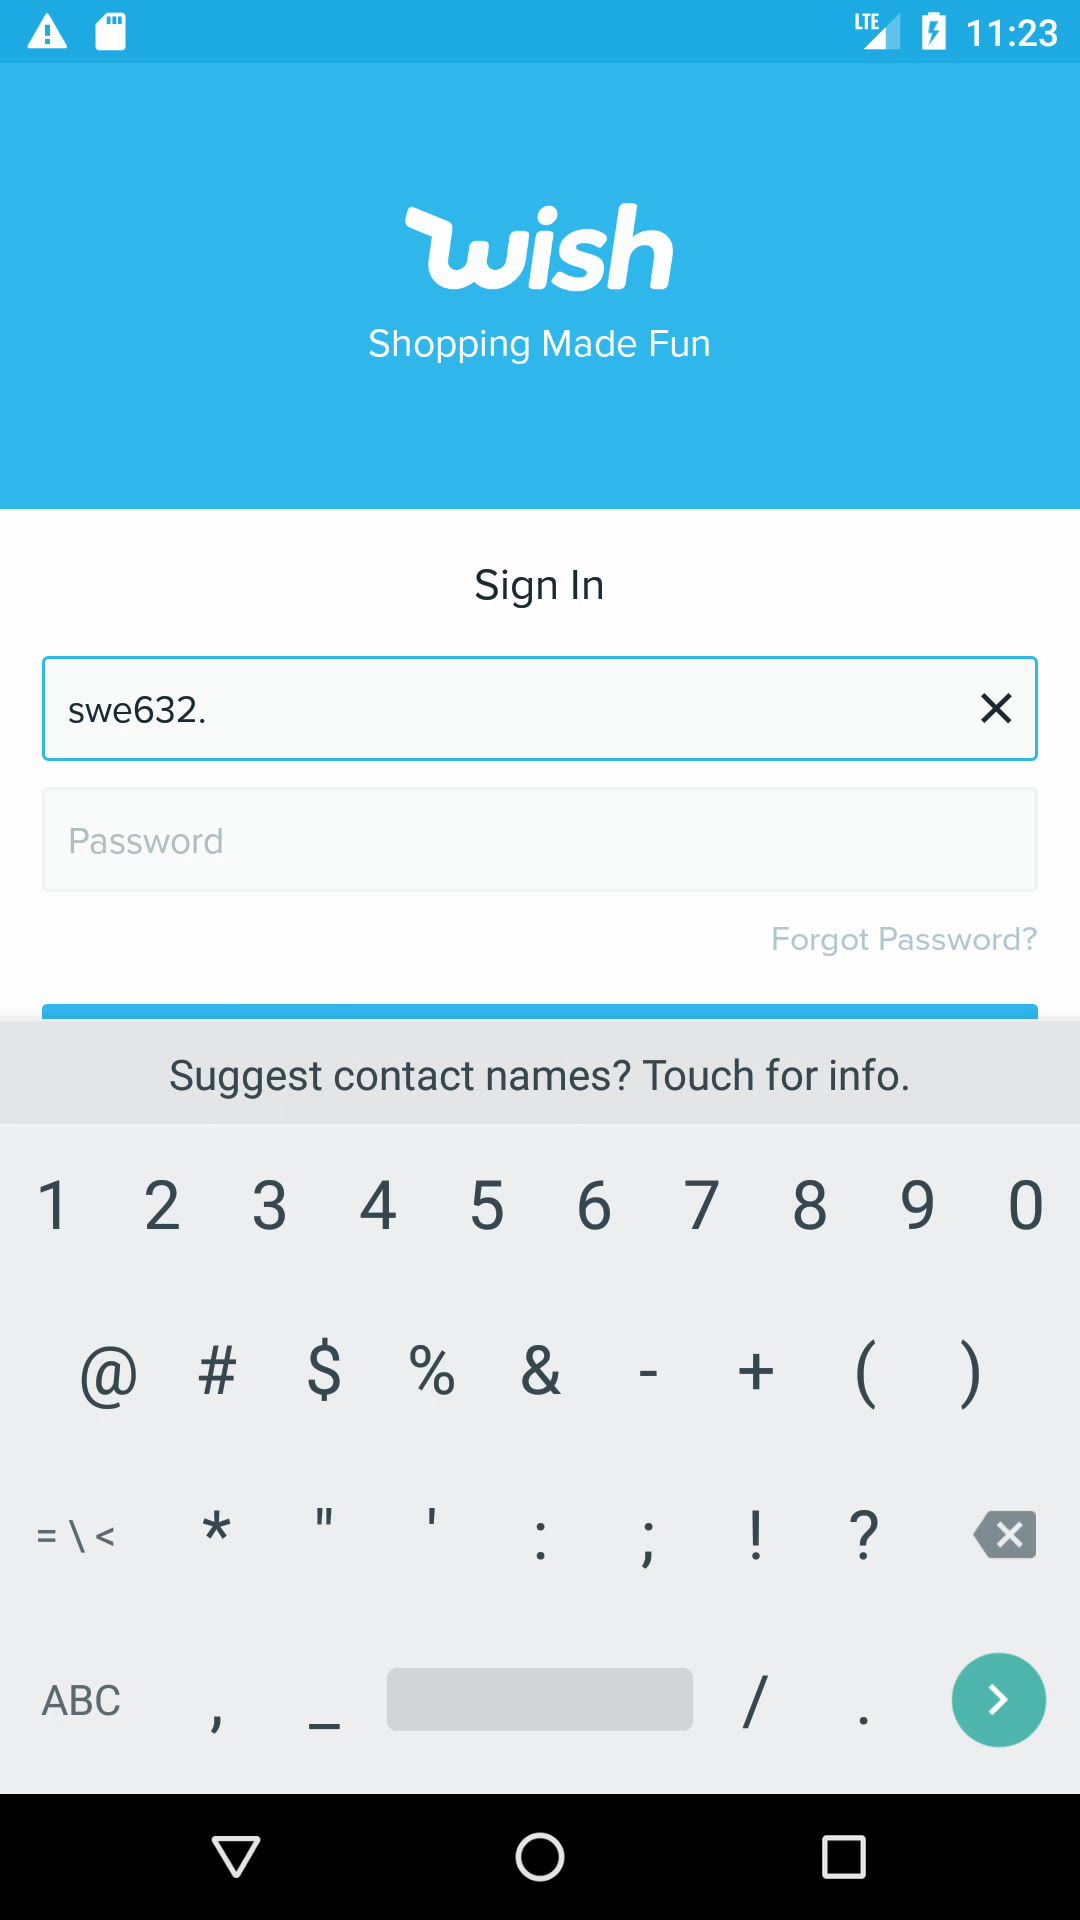 LTE 11:23
wish
Shopping Made Fun
Sign In
swe632.
Password
Forgot Password?
Suggest contact names? Touch for info.
1 2 3 4 5 6 7 8 9 0
@ # $ % & - + ( )
= \ < * " ' : ; ! ?
ABC , _ / .